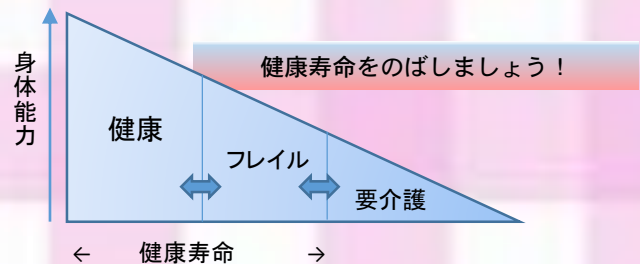 身体能力
健康寿命をのばしましょう！
健康
フレイル
要介護
← 健康寿命 →